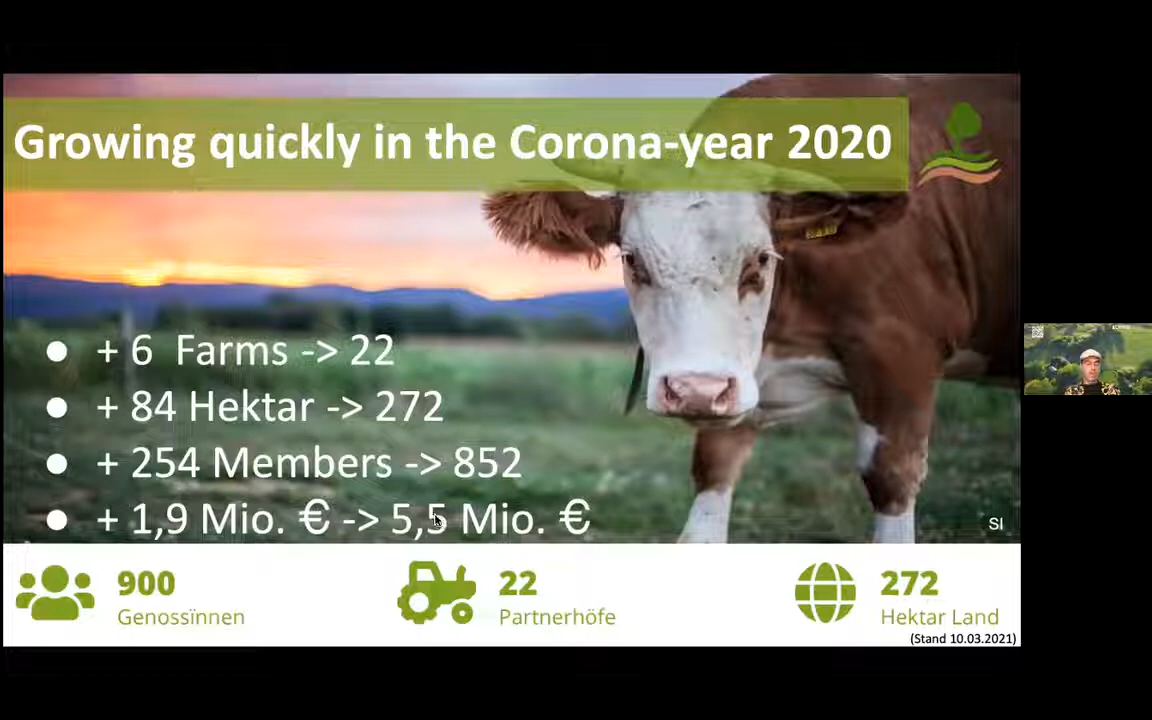 Growing quickly in the Corona-year 2020
● + 6 Farms -> 22
● + 84 Hektar -> 272
● + 254 Members -> 852
● + 1,9 Mio. € -> 5,5 Mio. €
SI
900
Genossïnnen
22
Partnerhöfe
272
Hektar Land
(Stand 10.03.2021)